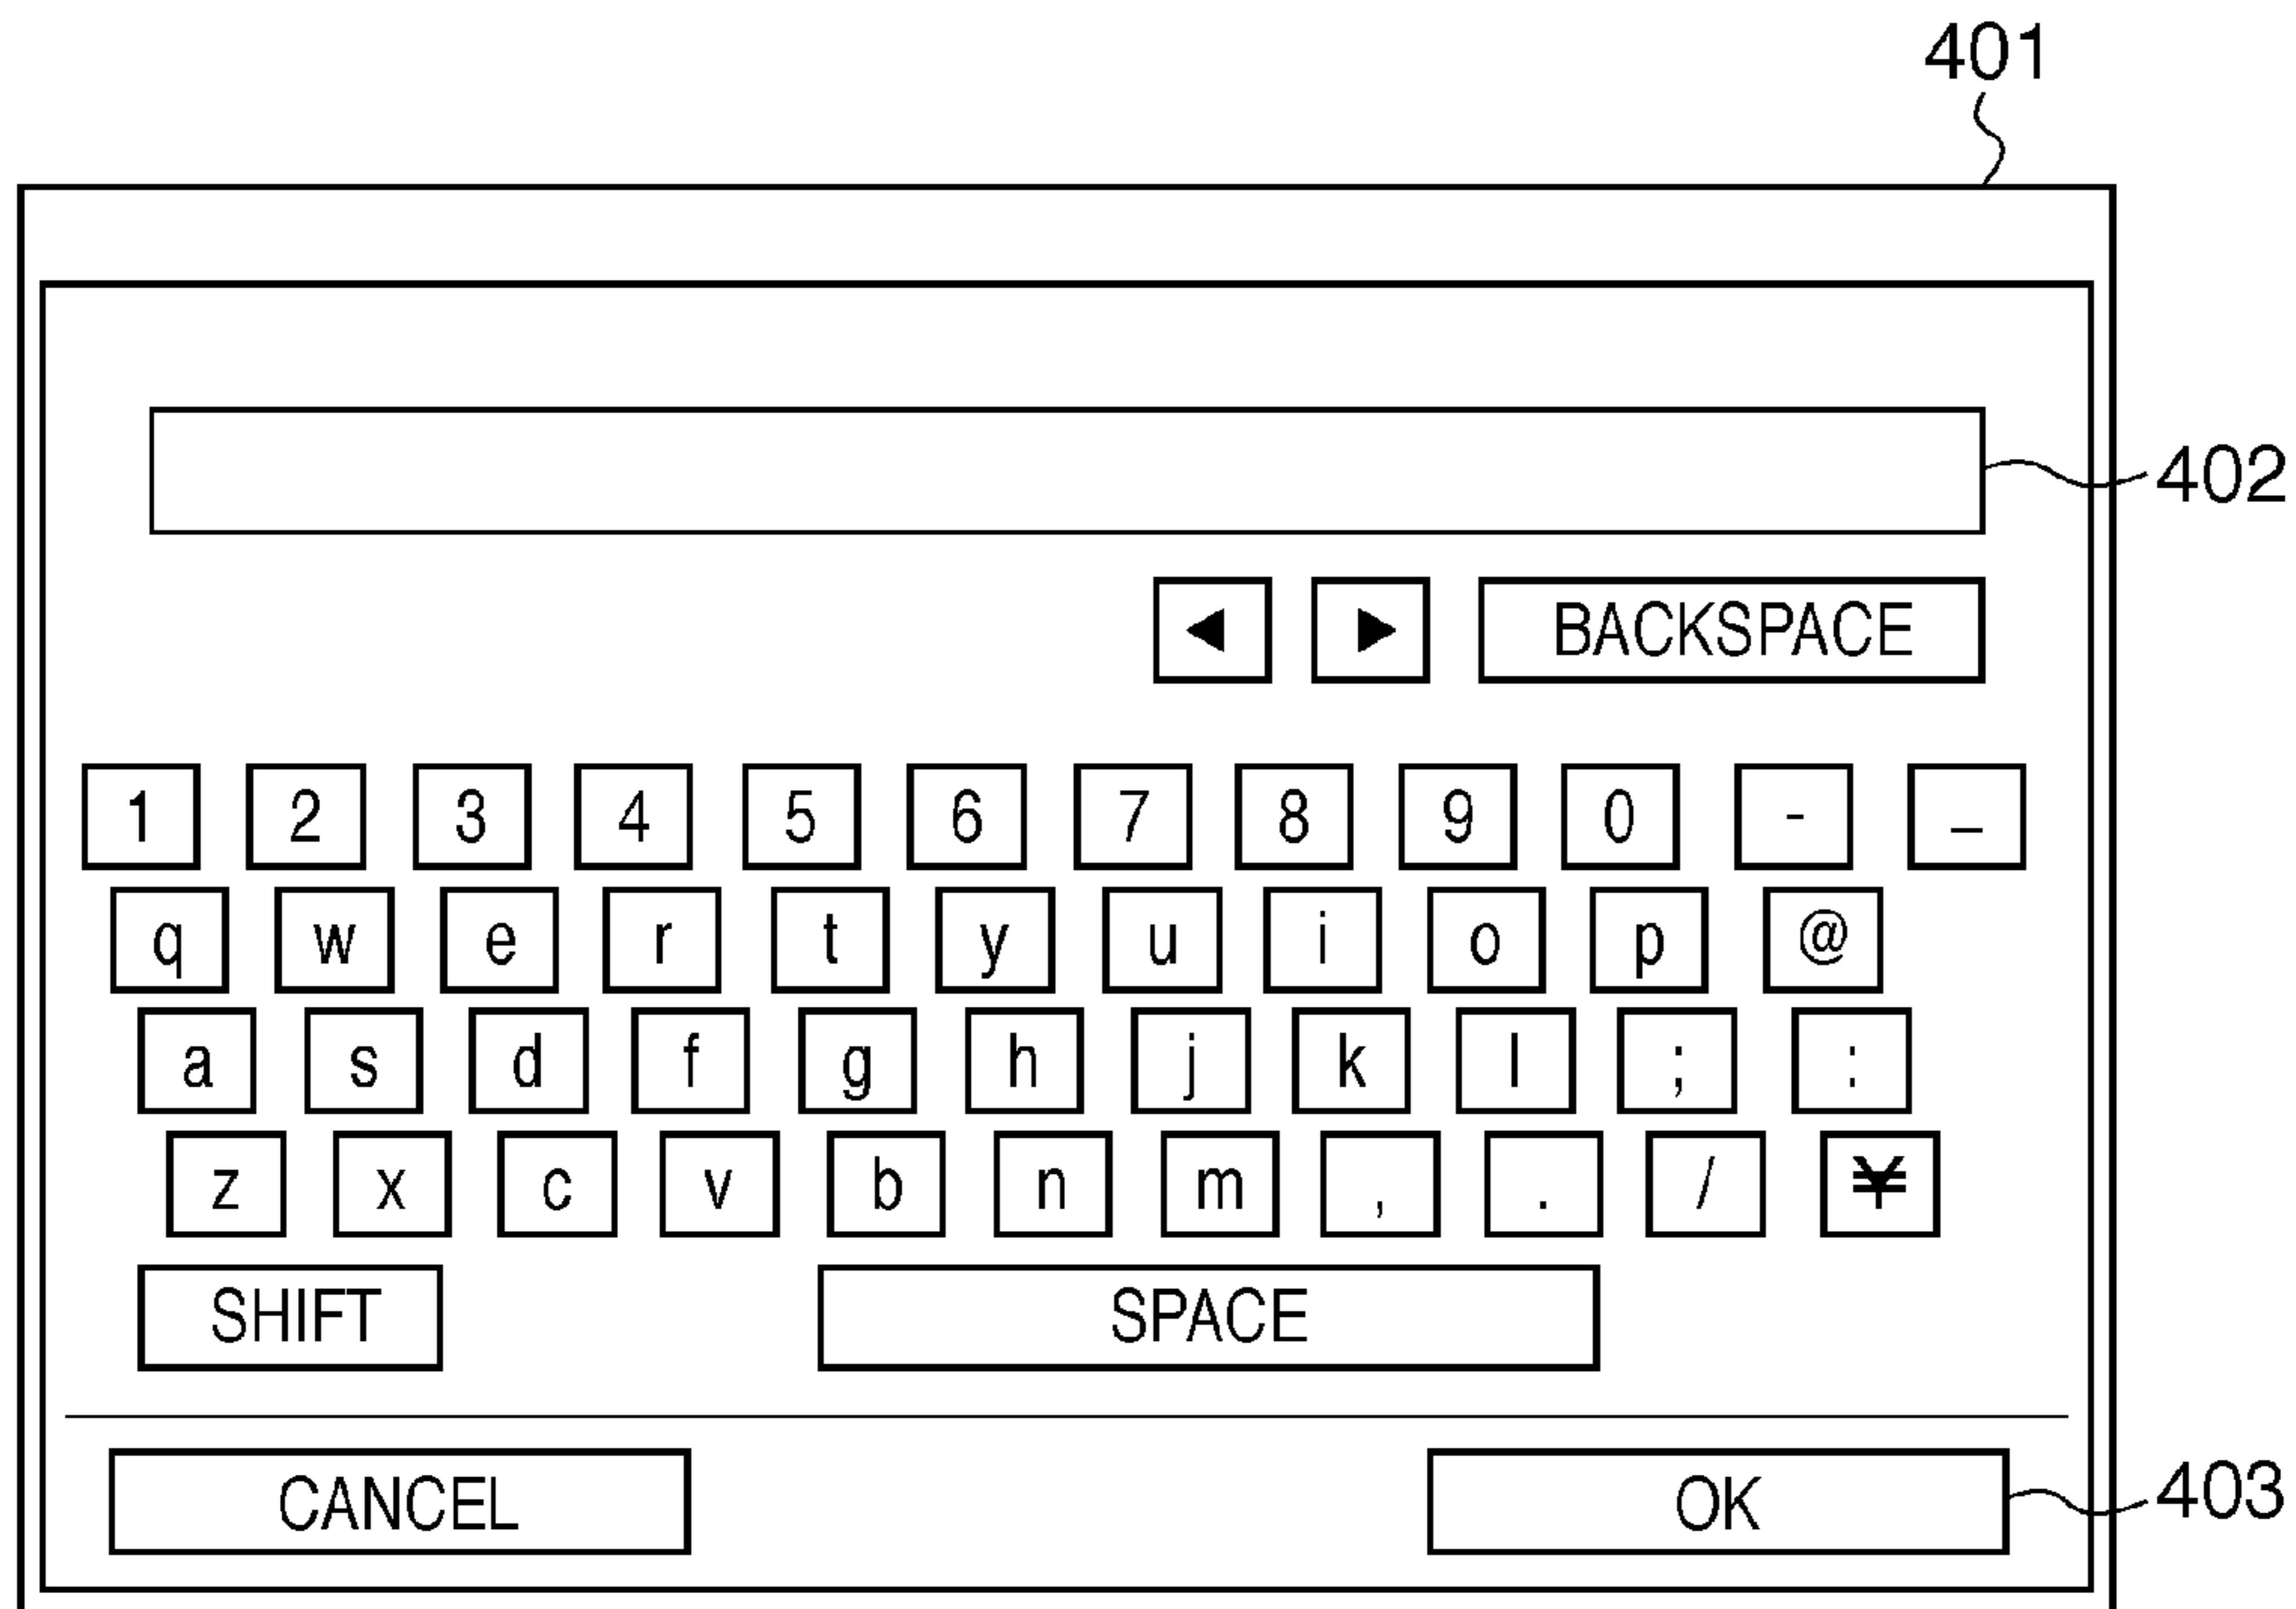 401
402
◀ ▶ BACKSPACE
1 2 3 4 5 6 7 8 9 0 - _
q w e r t y u i o p @
a s d f g h j k l ; :
z x c v b n m , . / ¥
SHIFT SPACE
CANCEL OK 403